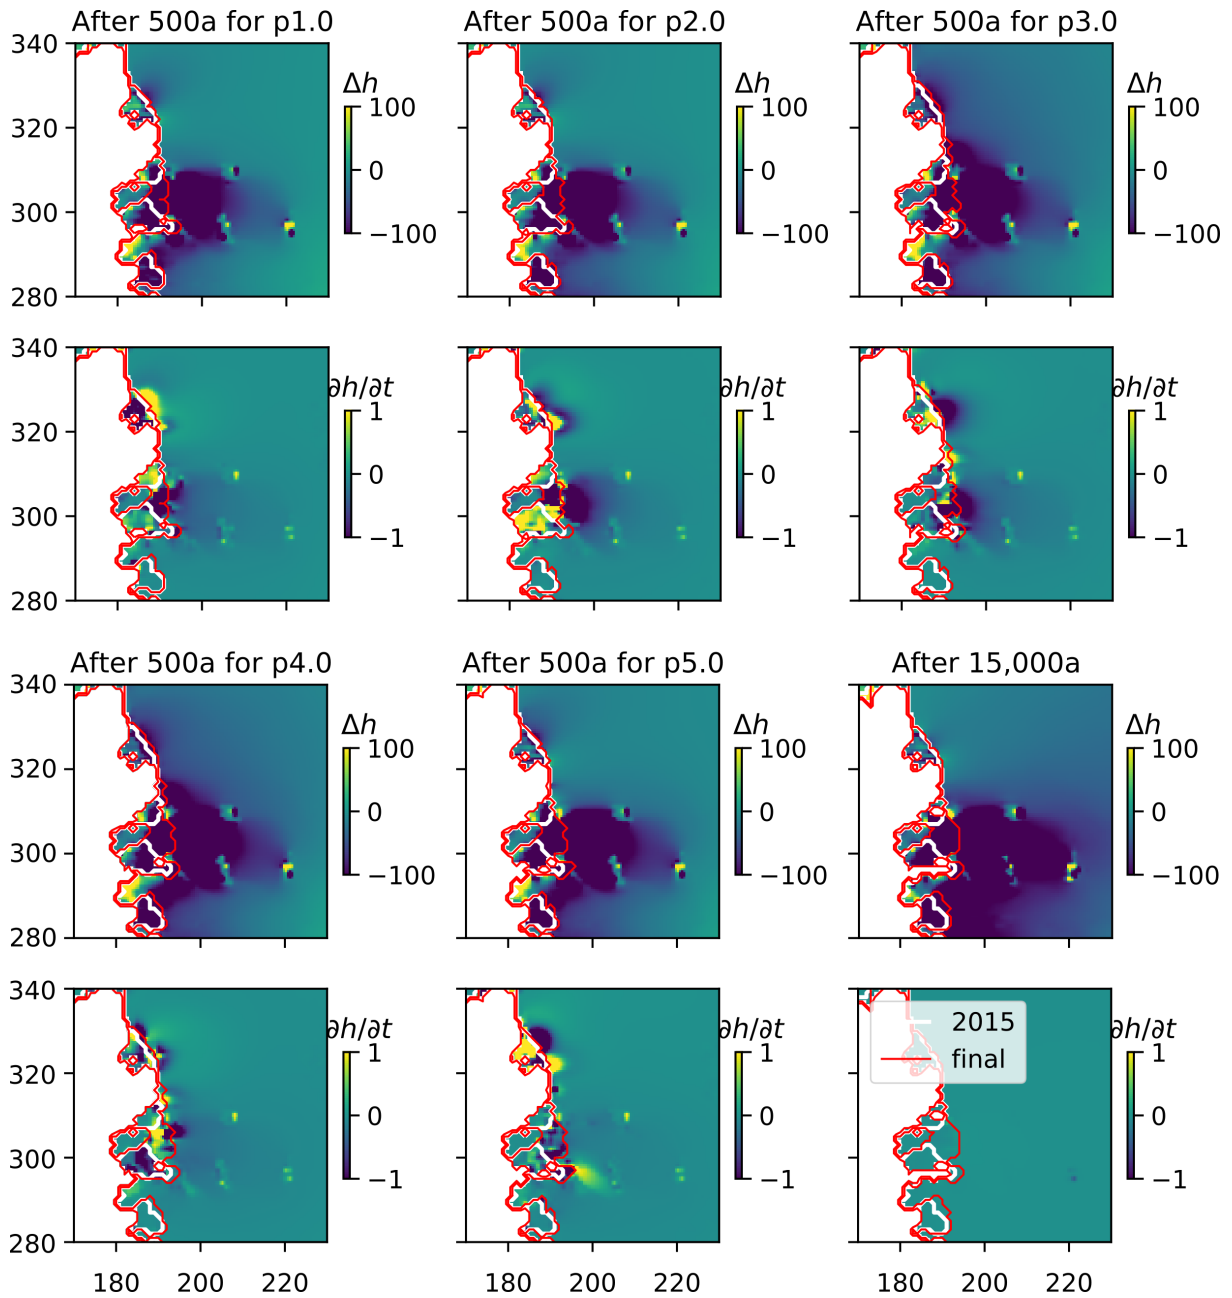 After 500a for p1.0
After 500a for p2.0
After 500a for p3.0
340
320
300
280
Δh
100
0
−100
Δh
100
0
−100
Δh
100
0
−100
340
320
300
280
∂h/∂t
1
0
−1
∂h/∂t
1
0
−1
∂h/∂t
1
0
−1
After 500a for p4.0
After 500a for p5.0
After 15,000a
340
320
300
280
Δh
100
0
−100
Δh
100
0
−100
Δh
100
0
−100
340
320
300
280
∂h/∂t
1
0
−1
∂h/∂t
1
0
−1
2015
final
∂h/∂t
1
0
−1
180 200 220
180 200 220
180 200 220